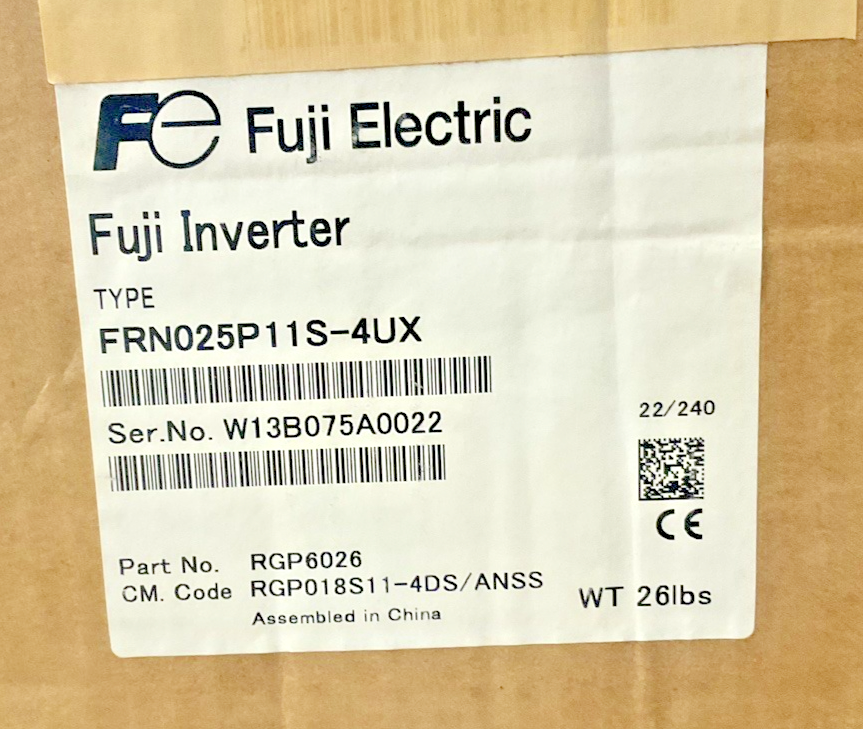 Fe Fuji Electric
Fuji Inverter
TYPE
FRN025P11S-4UX
Ser.No. W13B075A0022
22/240
CE
Part No. RGP6026
CM. Code RGP018S11-4DS/ANSS
WT 26lbs
Assembled in China